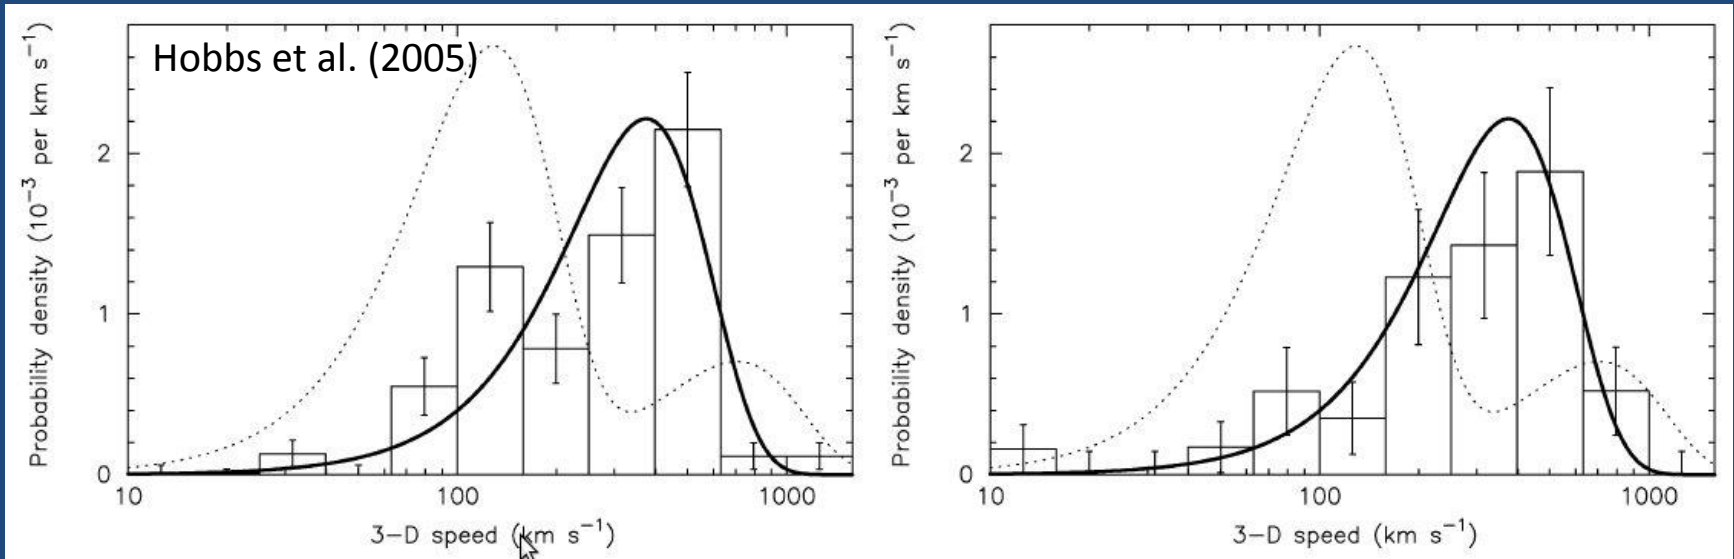 Hobbs et al. (2005)
Probability density (10⁻³ per km s⁻¹)
2
1
0
10
100
1000
3−D speed (km s⁻¹)
Probability density (10⁻³ per km s⁻¹)
2
1
0
10
100
1000
3−D speed (km s⁻¹)